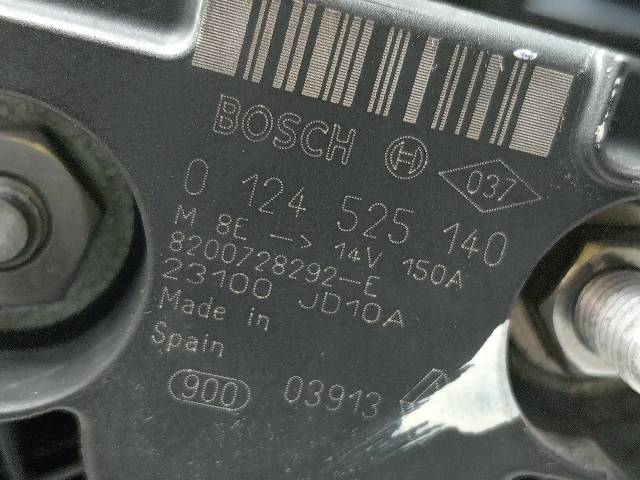 BOSCH H 037
0 124 525 140
M 8E —> 14V 150A
8200728292-E
23100 JD10A
Made in
Spain
900 03913